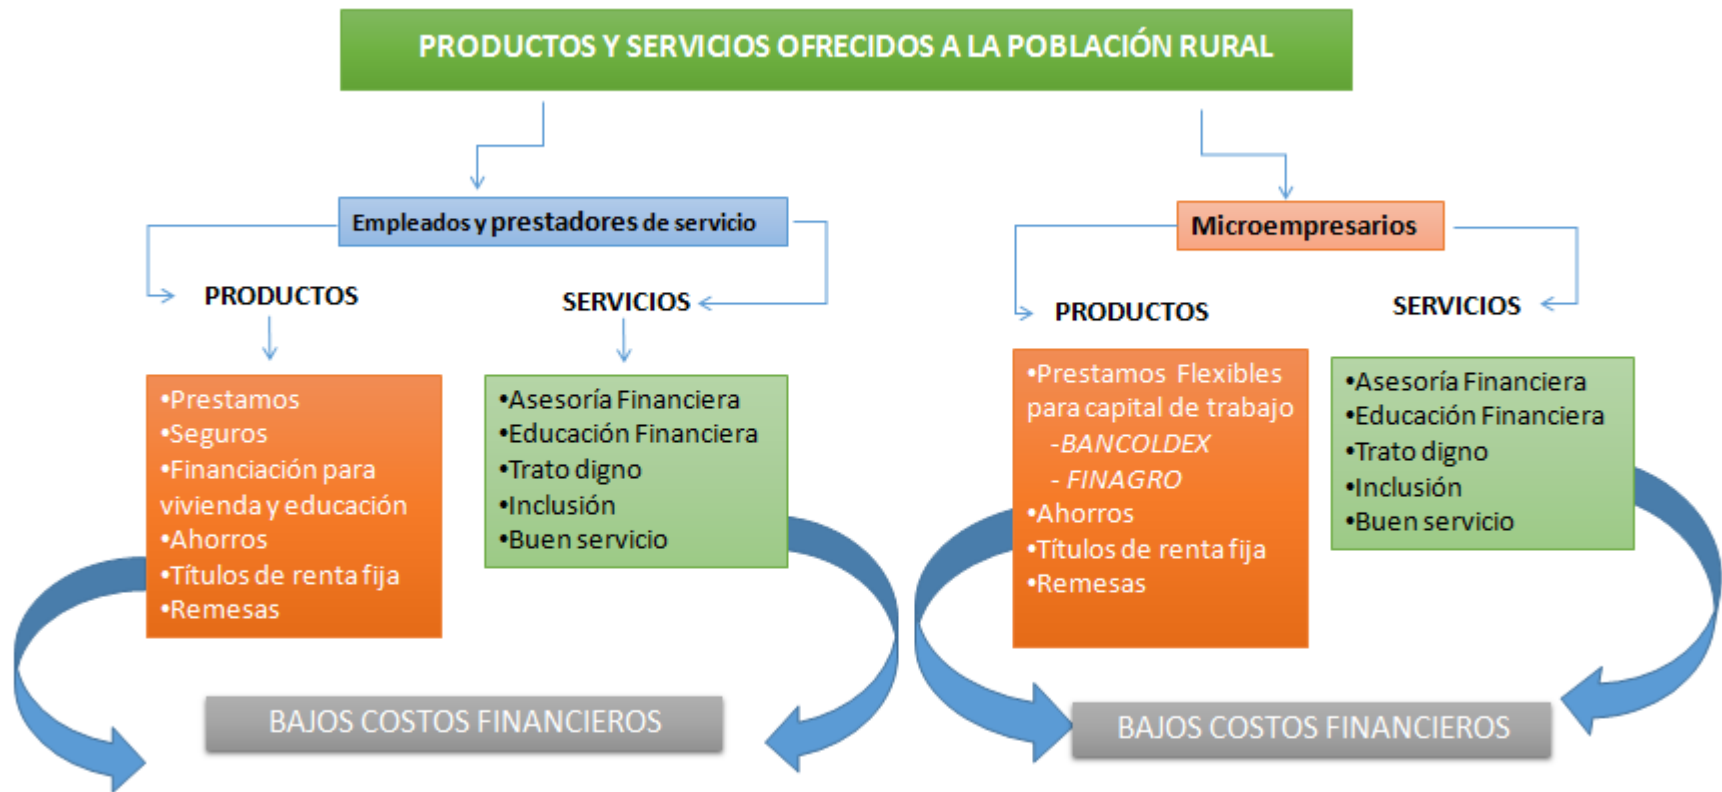 PRODUCTOS Y SERVICIOS OFRECIDOS A LA POBLACIÓN RURAL
Empleados y prestadores de servicio
PRODUCTOS
•Prestamos
•Seguros
•Financiación para
vivienda y educación
•Ahorros
•Títulos de renta fija
•Remesas
SERVICIOS
•Asesoría Financiera
•Educación Financiera
•Trato digno
•Inclusión
•Buen servicio
BAJOS COSTOS FINANCIEROS
Microempresarios
PRODUCTOS
•Prestamos Flexibles
para capital de trabajo
-BANCOLDEX
- FINAGRO
•Ahorros
•Títulos de renta fija
•Remesas
SERVICIOS
•Asesoría Financiera
•Educación Financiera
•Trato digno
•Inclusión
•Buen servicio
BAJOS COSTOS FINANCIEROS